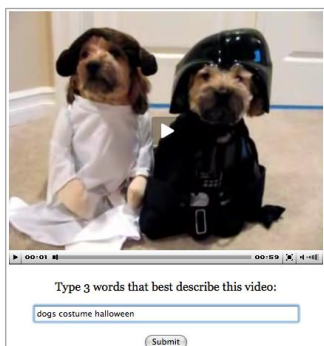 00:01
00:59
Type 3 words that best describe this video:
dogs costume halloween
Submit